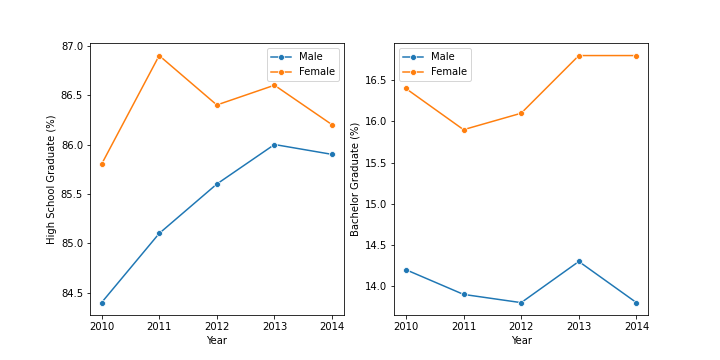 87.0
86.5
86.0
85.5
85.0
84.5
High School Graduate (%)
2010 2011 2012 2013 2014
Year
Male
Female
16.5
16.0
15.5
15.0
14.5
14.0
Bachelor Graduate (%)
2010 2011 2012 2013 2014
Year
Male
Female